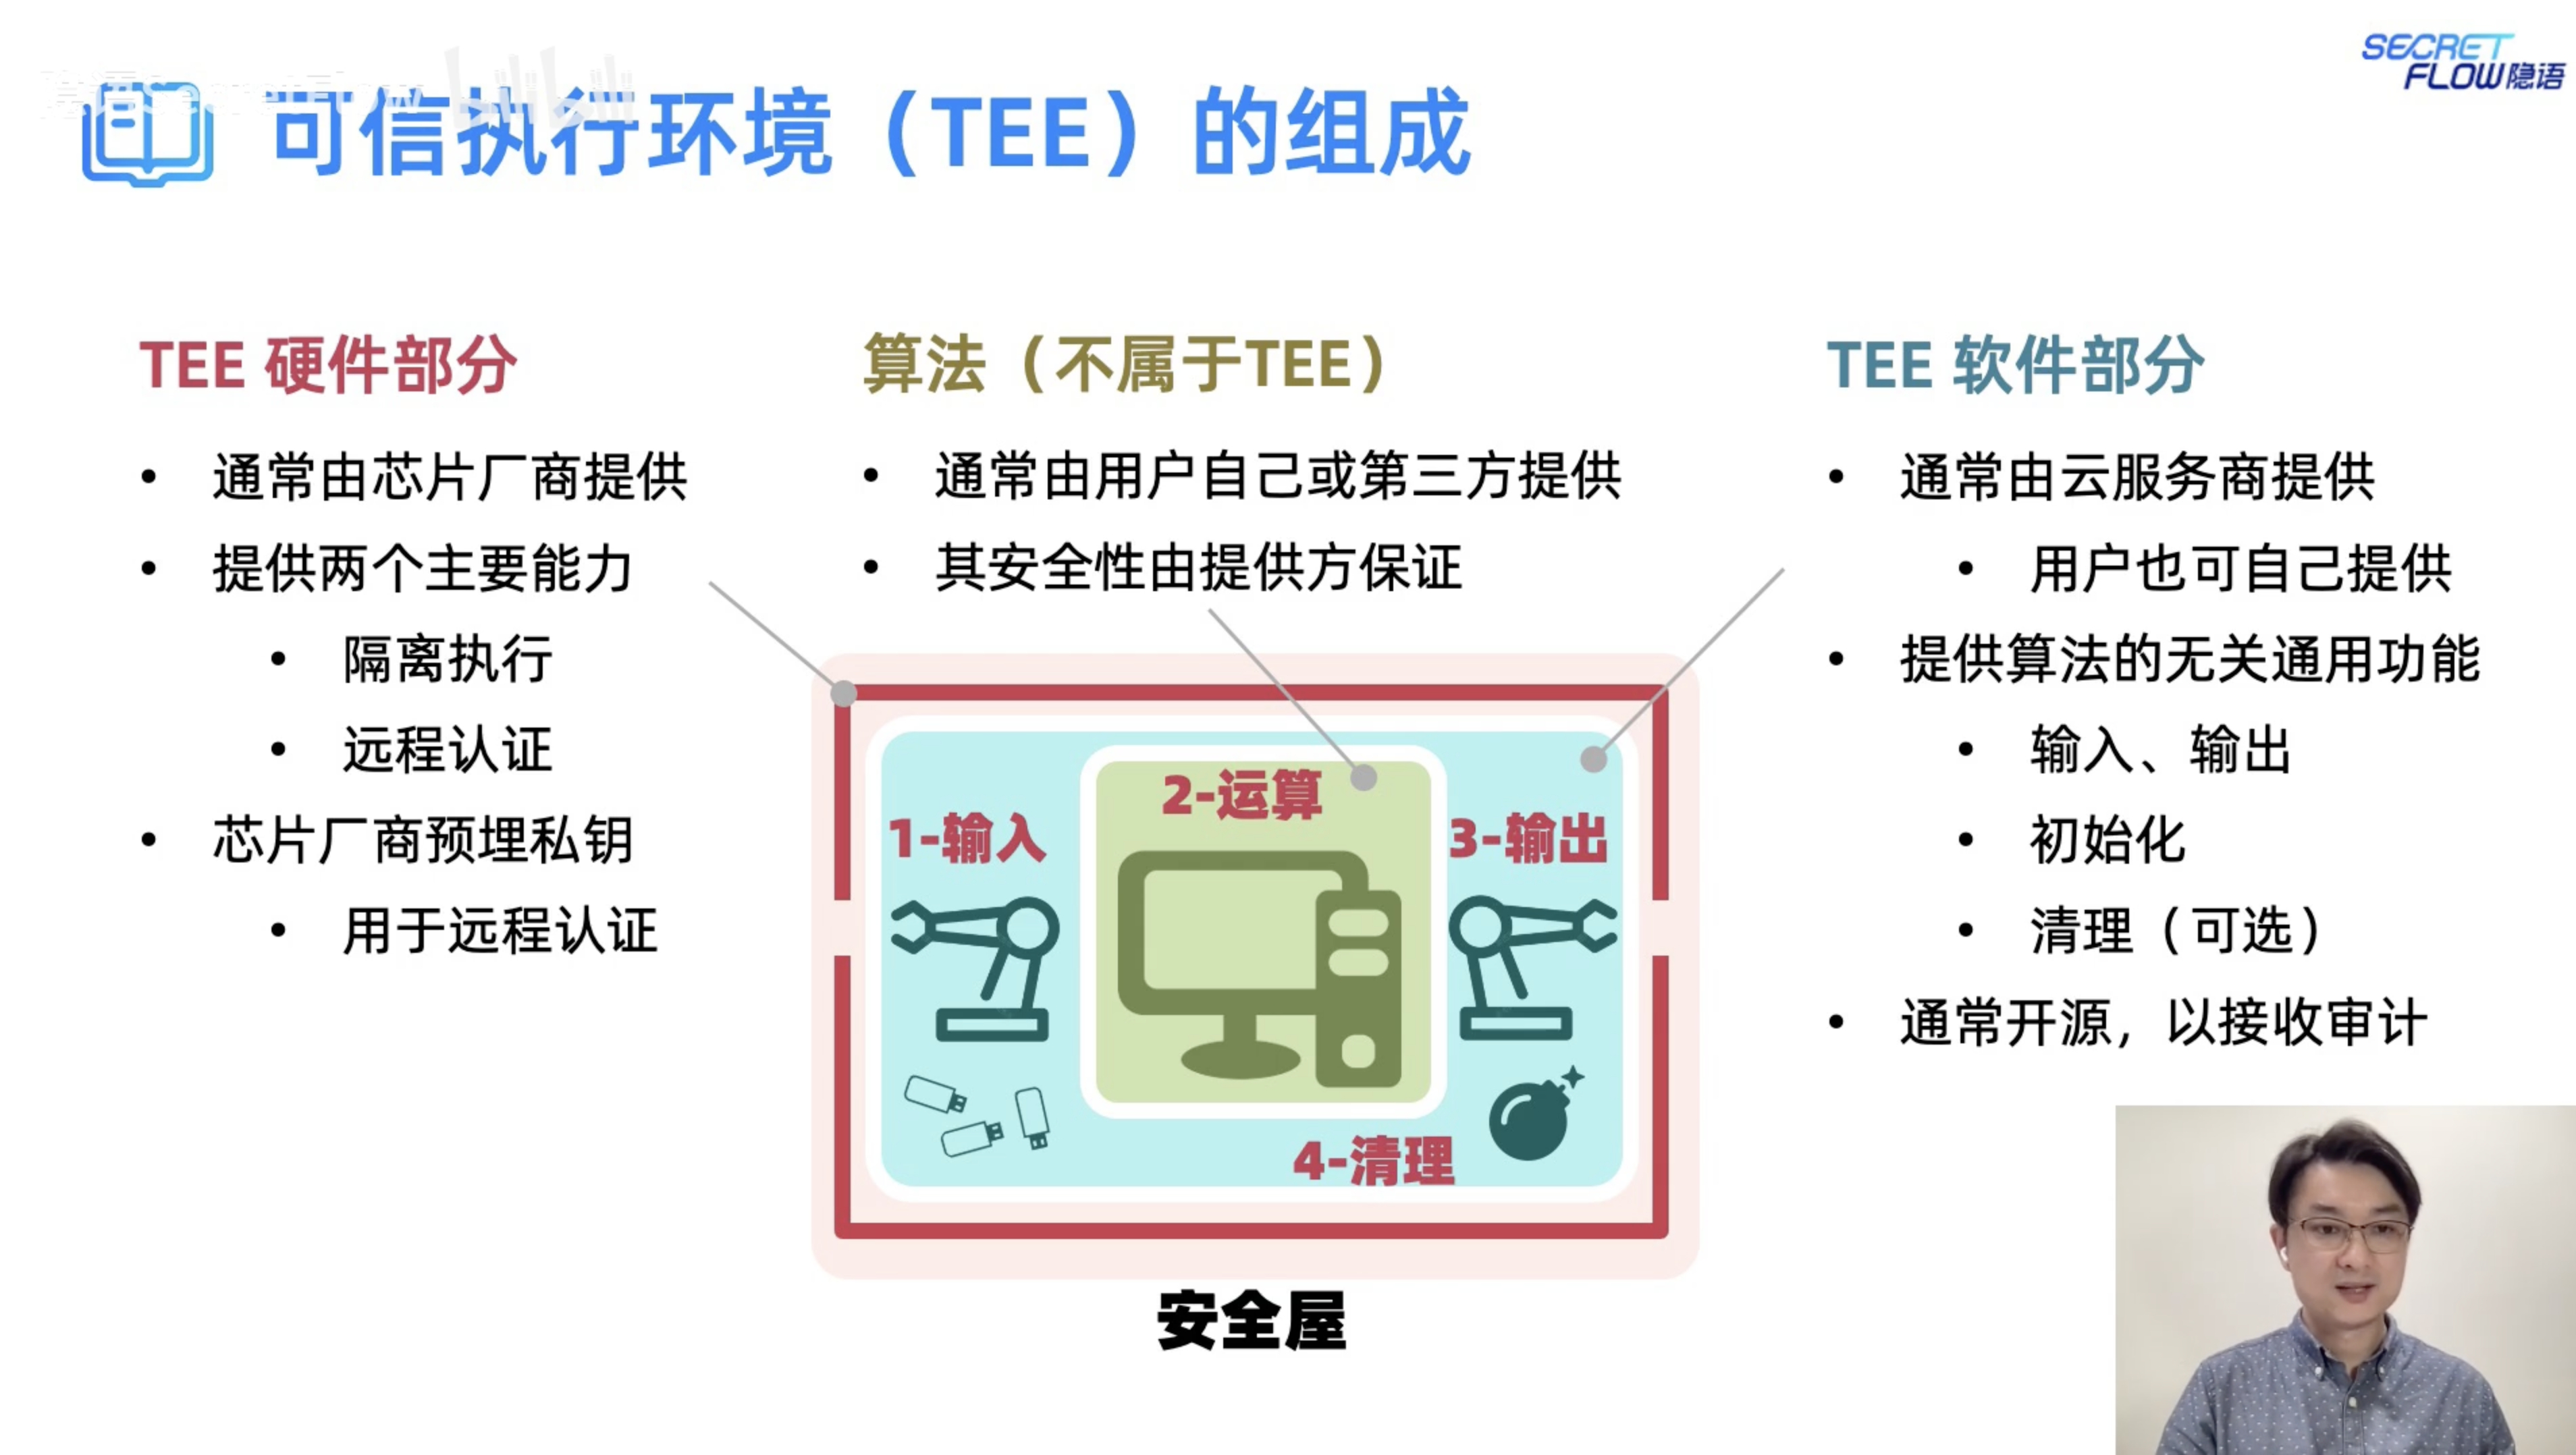 SECRET
FLOW隐语
可信执行环境（TEE）的组成
TEE 硬件部分
• 通常由芯片厂商提供
• 提供两个主要能力
• 隔离执行
• 远程认证
• 芯片厂商预埋私钥
• 用于远程认证
算法（不属于TEE）
• 通常由用户自己或第三方提供
• 其安全性由提供方保证
TEE 软件部分
• 通常由云服务商提供
• 用户也可自己提供
• 提供算法的无关通用功能
• 输入、输出
• 初始化
• 清理（可选）
• 通常开源，以接收审计
1-输入
2-运算
3-输出
4-清理
安全屋